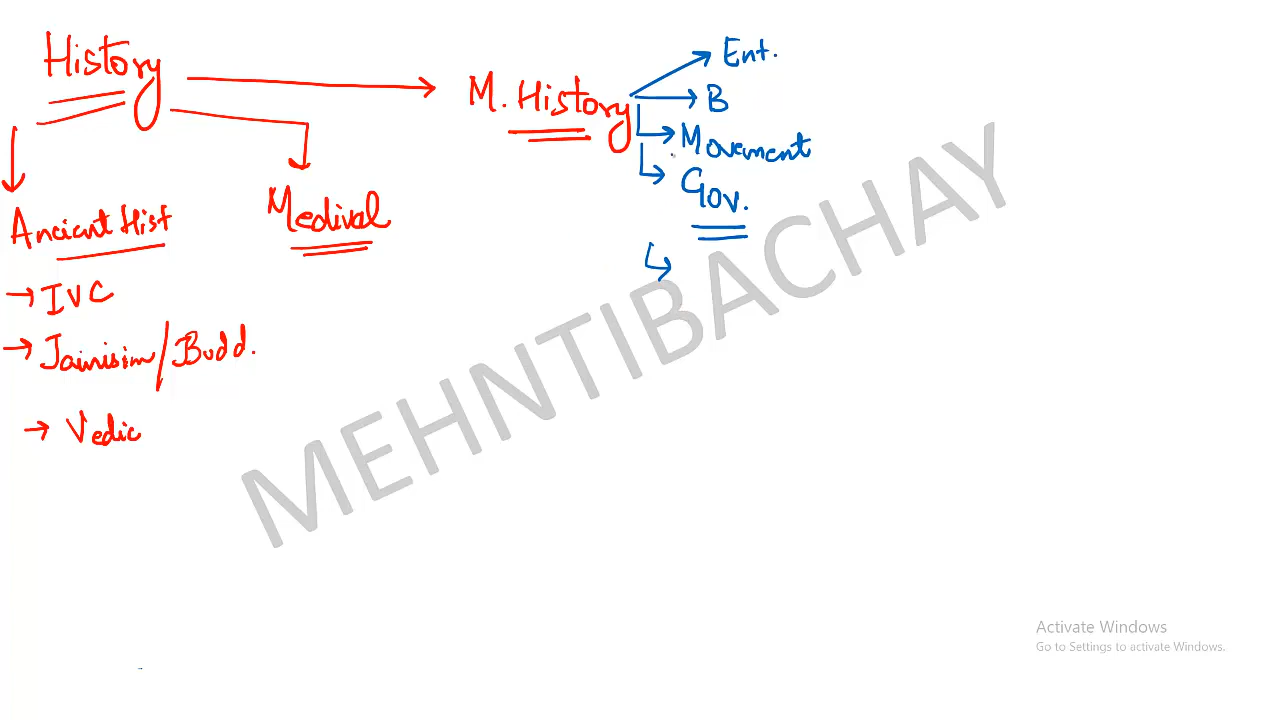 History
M. History
Ent.
B
Movement
Gov.
Ancient Hist
Medival
→ IVC
→ Jainisim/Budd.
→ Vedic
MEHNTIBACHAY
Activate Windows
Go to Settings to activate Windows.